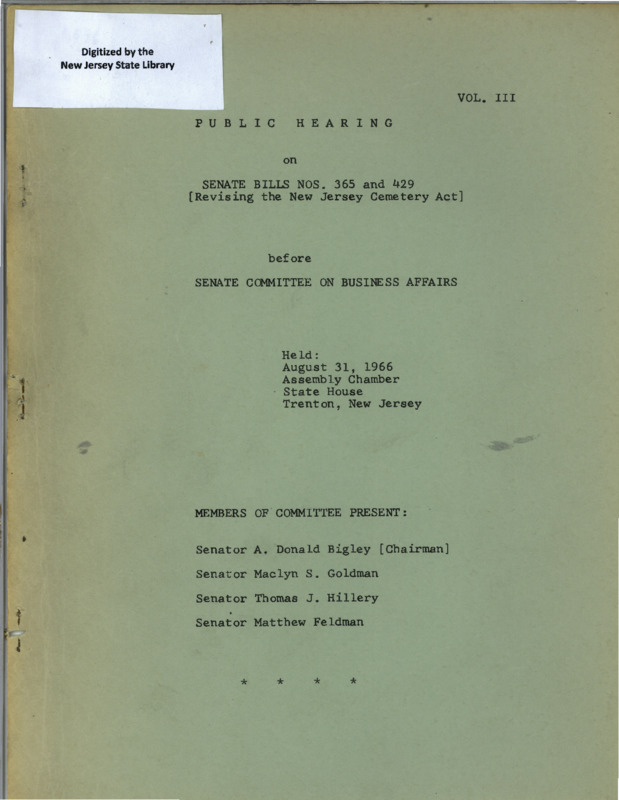 Digitized by the
New Jersey State Library
VOL. III
PUBLIC HEARING
on
SENATE BILLS NOS. 365 and 429
[Revising the New Jersey Cemetery Act]
before
SENATE COMMITTEE ON BUSINESS AFFAIRS
Held:
August 31, 1966
Assembly Chamber
State House
Trenton, New Jersey
MEMBERS OF COMMITTEE PRESENT:
Senator A. Donald Bigley [Chairman]
Senator Maclyn S. Goldman
Senator Thomas J. Hillery
Senator Matthew Feldman
* * * *